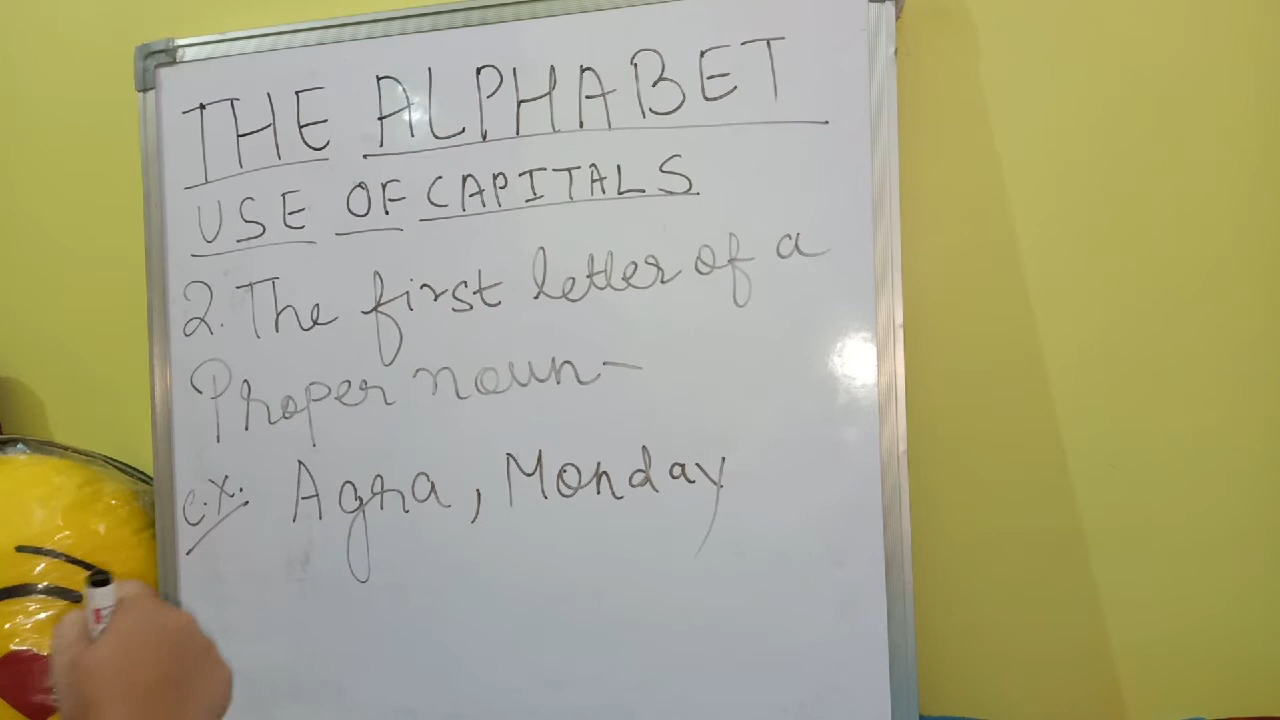 THE ALPHABET
USE OF CAPITALS
2. The first letter of a
Proper noun-
e.x. Agra, Monday